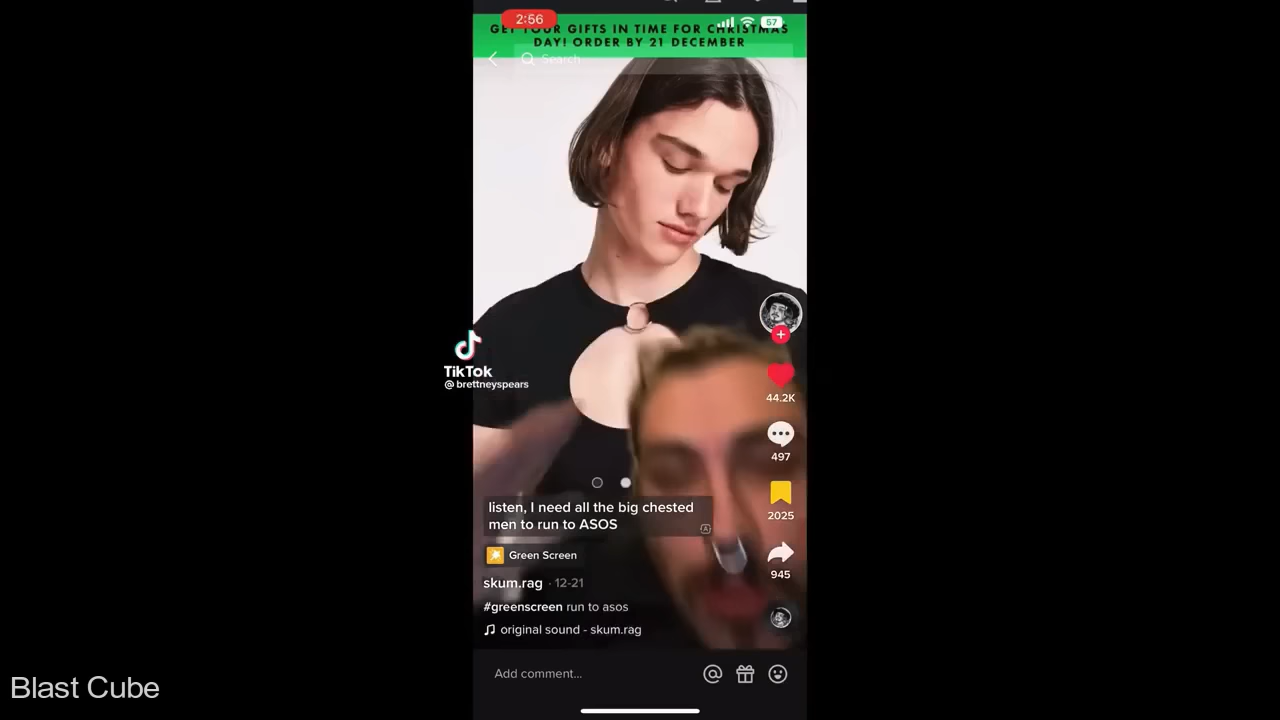 2:56
57
GET YOUR GIFTS IN TIME FOR CHRISTMAS
DAY! ORDER BY 21 DECEMBER
Search
TikTok
@brettneyspears
44.2K
497
listen, I need all the big chested
men to run to ASOS
A
2025
Green Screen
945
skum.rag · 12-21
#greenscreen run to asos
original sound - skum.rag
Add comment...
@
Blast Cube